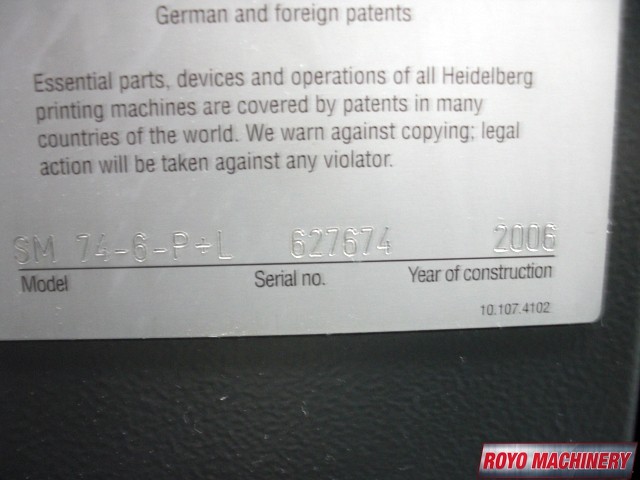 German and foreign patents
Essential parts, devices and operations of all Heidelberg
printing machines are covered by patents in many
countries of the world. We warn against copying; legal
action will be taken against any violator.
SM 74-6-P+L 627674 2006
Model Serial no. Year of construction
10.107.4102
ROYO MACHINERY